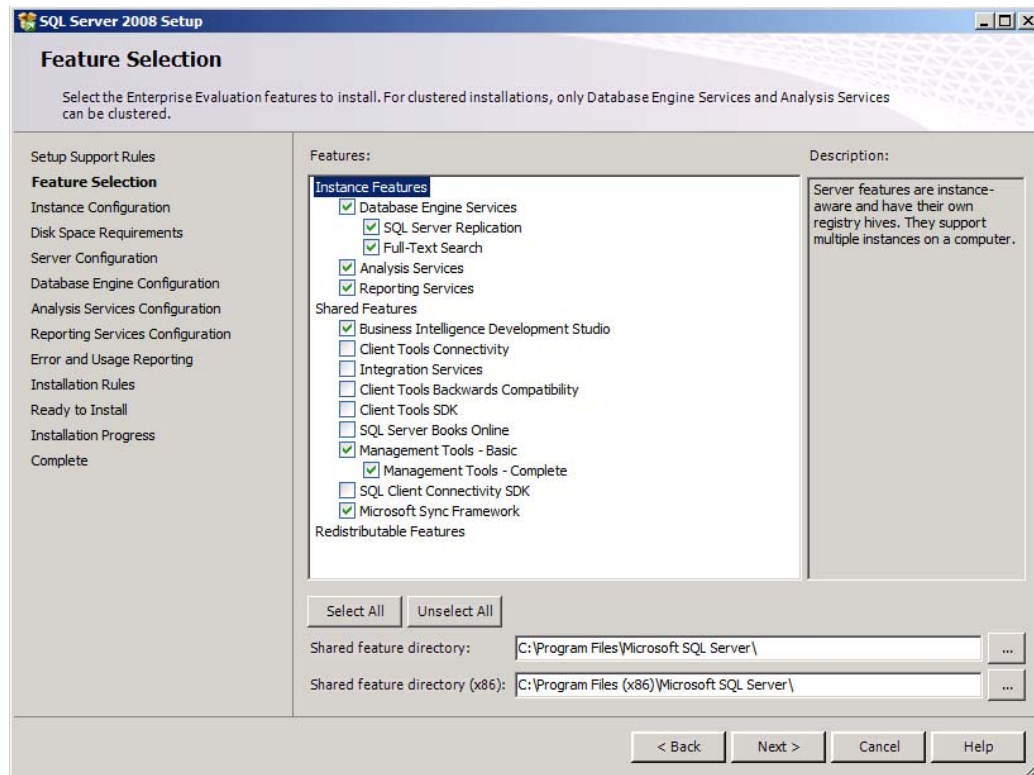 SQL Server 2008 Setup
Feature Selection
Select the Enterprise Evaluation features to install. For clustered installations, only Database Engine Services and Analysis Services
can be clustered.
Setup Support Rules
Feature Selection
Instance Configuration
Disk Space Requirements
Server Configuration
Database Engine Configuration
Analysis Services Configuration
Reporting Services Configuration
Error and Usage Reporting
Installation Rules
Ready to Install
Installation Progress
Complete
Features:
Instance Features
Database Engine Services
SQL Server Replication
Full-Text Search
Analysis Services
Reporting Services
Shared Features
Business Intelligence Development Studio
Client Tools Connectivity
Integration Services
Client Tools Backwards Compatibility
Client Tools SDK
SQL Server Books Online
Management Tools - Basic
Management Tools - Complete
SQL Client Connectivity SDK
Microsoft Sync Framework
Redistributable Features
Description:
Server features are instance-
aware and have their own
registry hives. They support
multiple instances on a computer.
Select All
Unselect All
Shared feature directory:
C:\Program Files\Microsoft SQL Server\
...
Shared feature directory (x86):
C:\Program Files (x86)\Microsoft SQL Server\
...
< Back
Next >
Cancel
Help